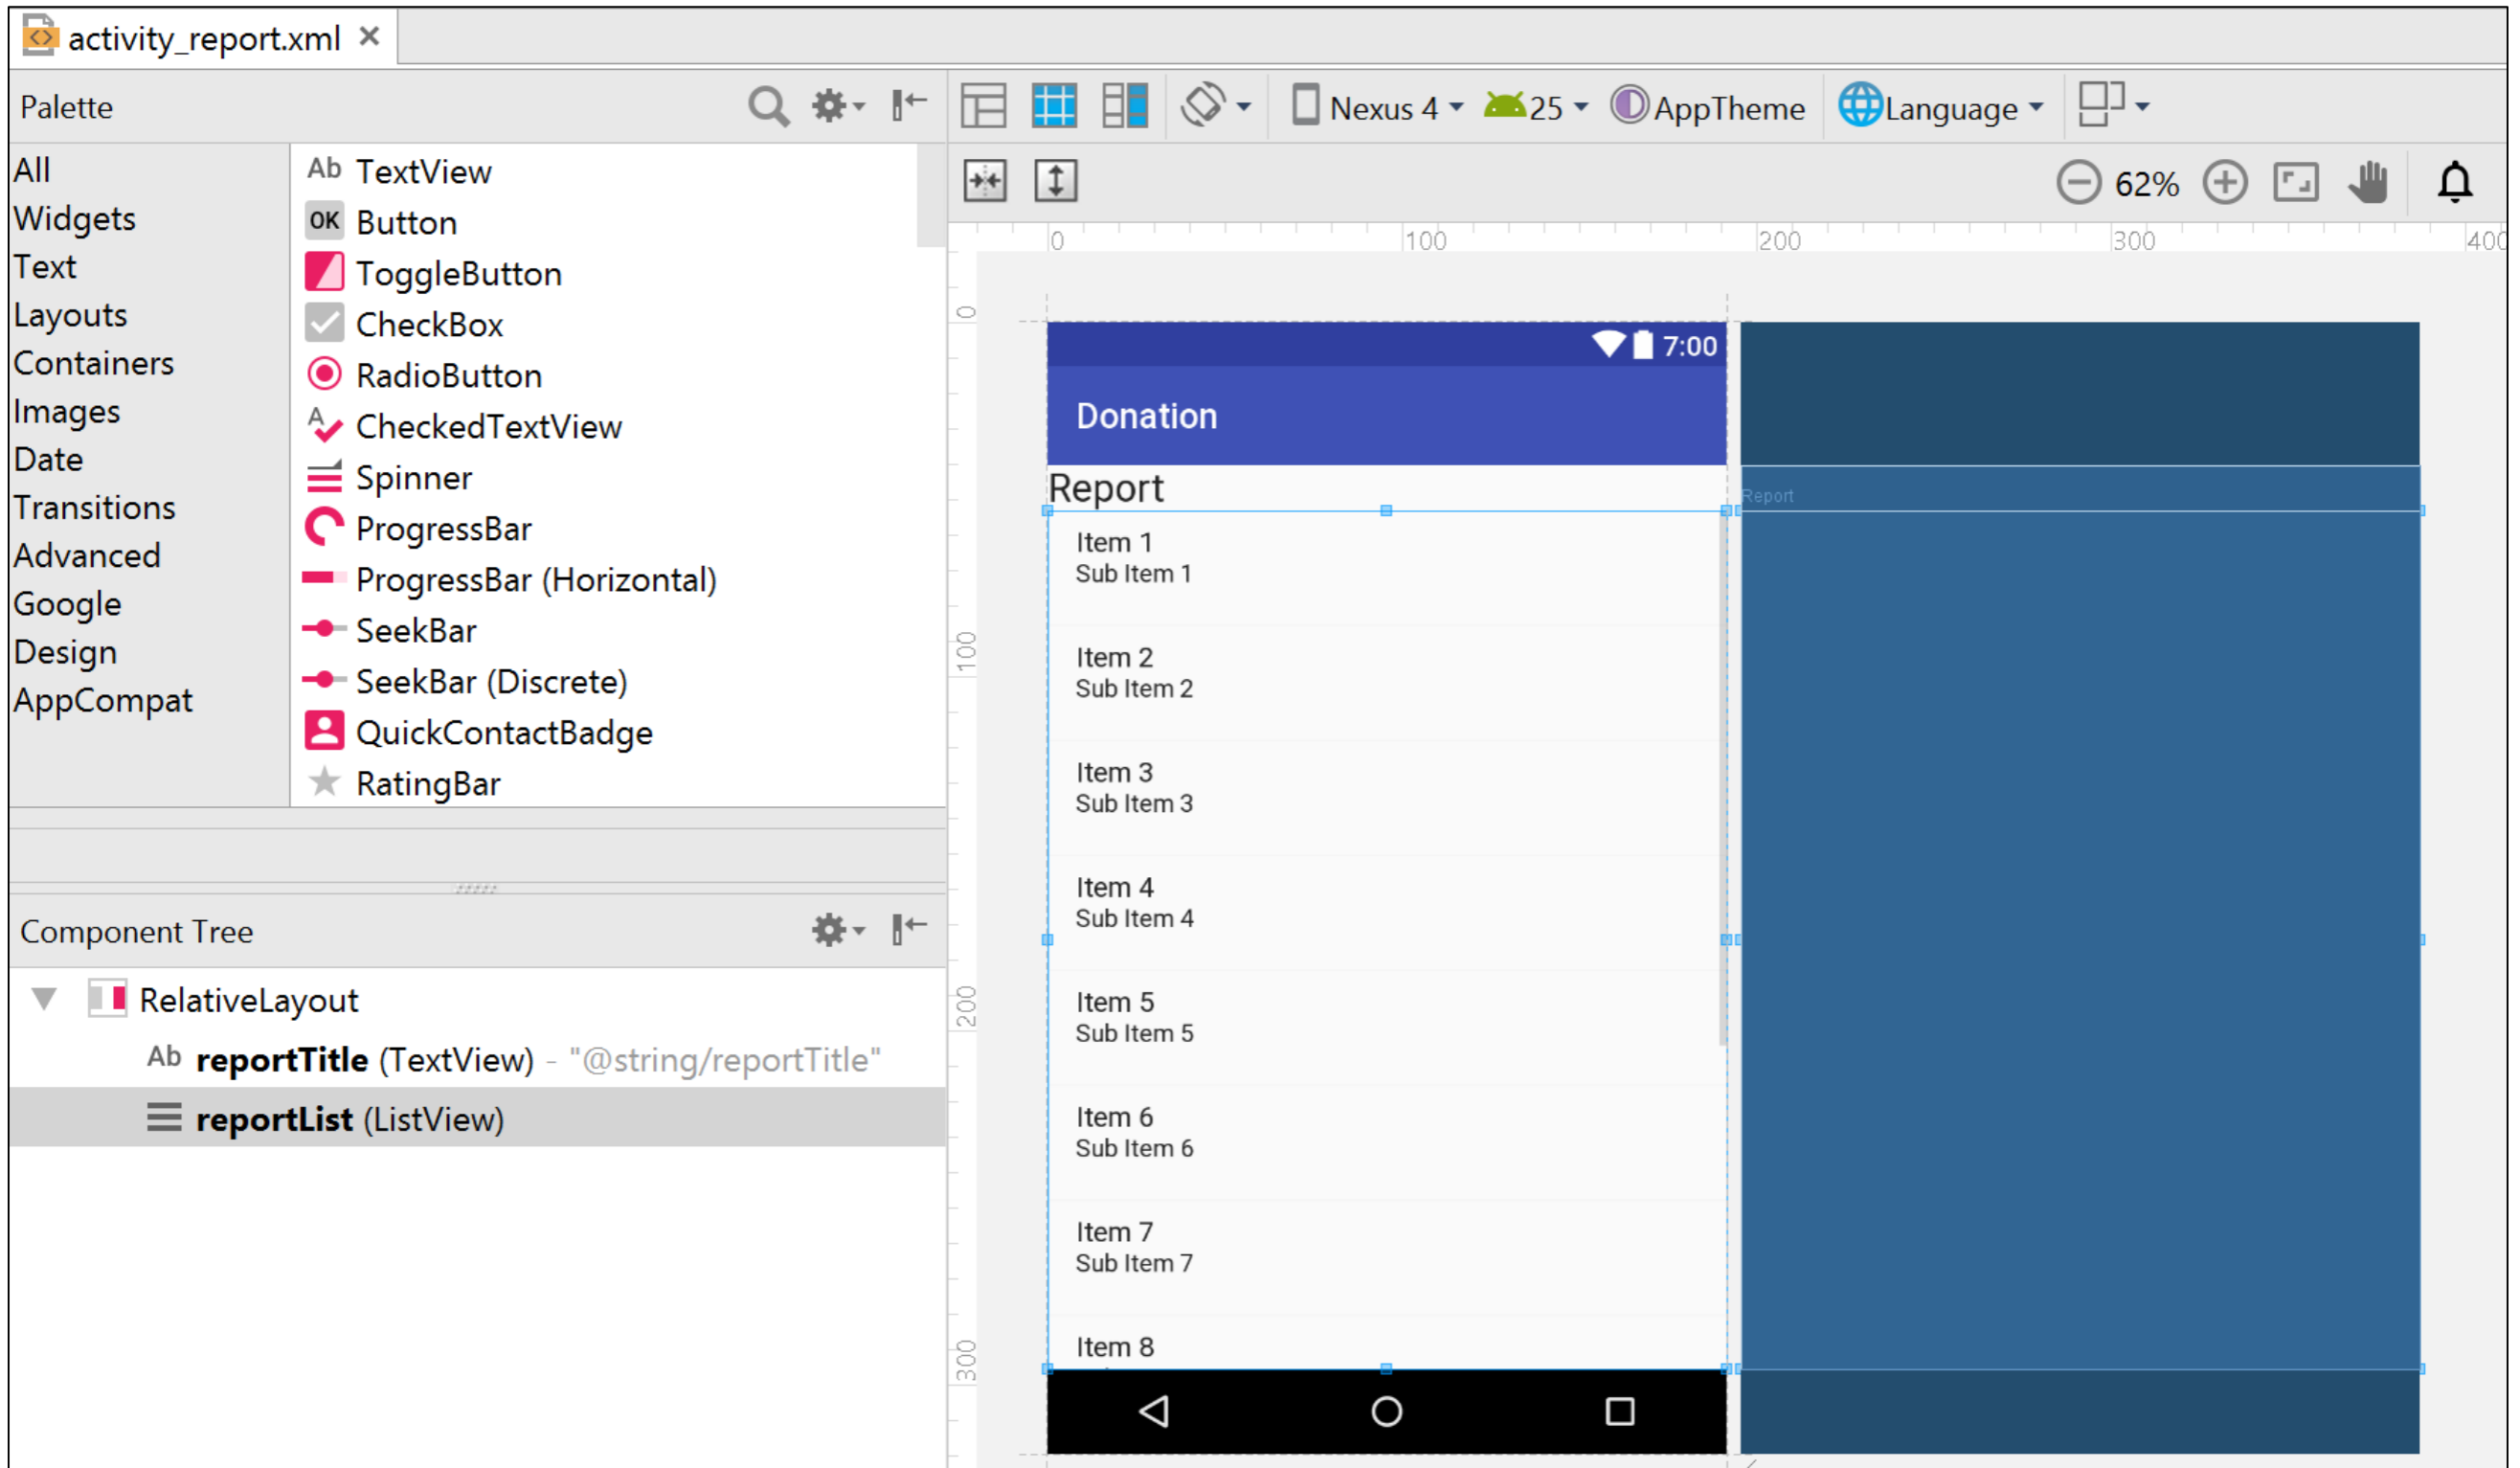 activity_report.xml
Palette
Nexus 4
25
AppTheme
Language
62%
All
Widgets
Text
Layouts
Containers
Images
Date
Transitions
Advanced
Google
Design
AppCompat
Ab TextView
OK Button
ToggleButton
CheckBox
RadioButton
A CheckedTextView
Spinner
ProgressBar
ProgressBar (Horizontal)
SeekBar
SeekBar (Discrete)
QuickContactBadge
RatingBar
Component Tree
RelativeLayout
Ab reportTitle (TextView) - "@string/reportTitle"
reportList (ListView)
0 100 200 300 400
0
100
200
300
7:00
Donation
Report
Item 1
Sub Item 1
Item 2
Sub Item 2
Item 3
Sub Item 3
Item 4
Sub Item 4
Item 5
Sub Item 5
Item 6
Sub Item 6
Item 7
Sub Item 7
Item 8
Report